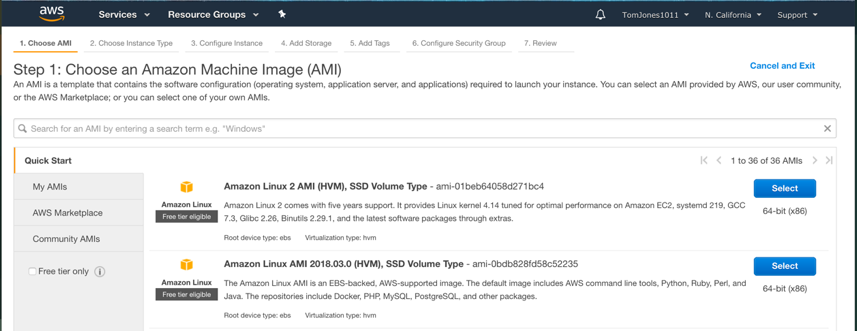 aws Services Resource Groups TomJones1011 N. California Support
1. Choose AMI 2. Choose Instance Type 3. Configure Instance 4. Add Storage 5. Add Tags 6. Configure Security Group 7. Review
Step 1: Choose an Amazon Machine Image (AMI)
Cancel and Exit
An AMI is a template that contains the software configuration (operating system, application server, and applications) required to launch your instance. You can select an AMI provided by AWS, our user community,
or the AWS Marketplace; or you can select one of your own AMIs.
Search for an AMI by entering a search term e.g. "Windows"
Quick Start
1 to 36 of 36 AMIs
My AMIs
AWS Marketplace
Community AMIs
Free tier only
Amazon Linux
Free tier eligible
Amazon Linux 2 AMI (HVM), SSD Volume Type - ami-01beb64058d271bc4
Amazon Linux 2 comes with five years support. It provides Linux kernel 4.14 tuned for optimal performance on Amazon EC2, systemd 219, GCC
7.3, Glibc 2.26, Binutils 2.29.1, and the latest software packages through extras.
Root device type: ebs Virtualization type: hvm
Select
64-bit (x86)
Amazon Linux
Free tier eligible
Amazon Linux AMI 2018.03.0 (HVM), SSD Volume Type - ami-0bdb828fd58c52235
The Amazon Linux AMI is an EBS-backed, AWS-supported image. The default image includes AWS command line tools, Python, Ruby, Perl, and
Java. The repositories include Docker, PHP, MySQL, PostgreSQL, and other packages.
Root device type: ebs Virtualization type: hvm
Select
64-bit (x86)